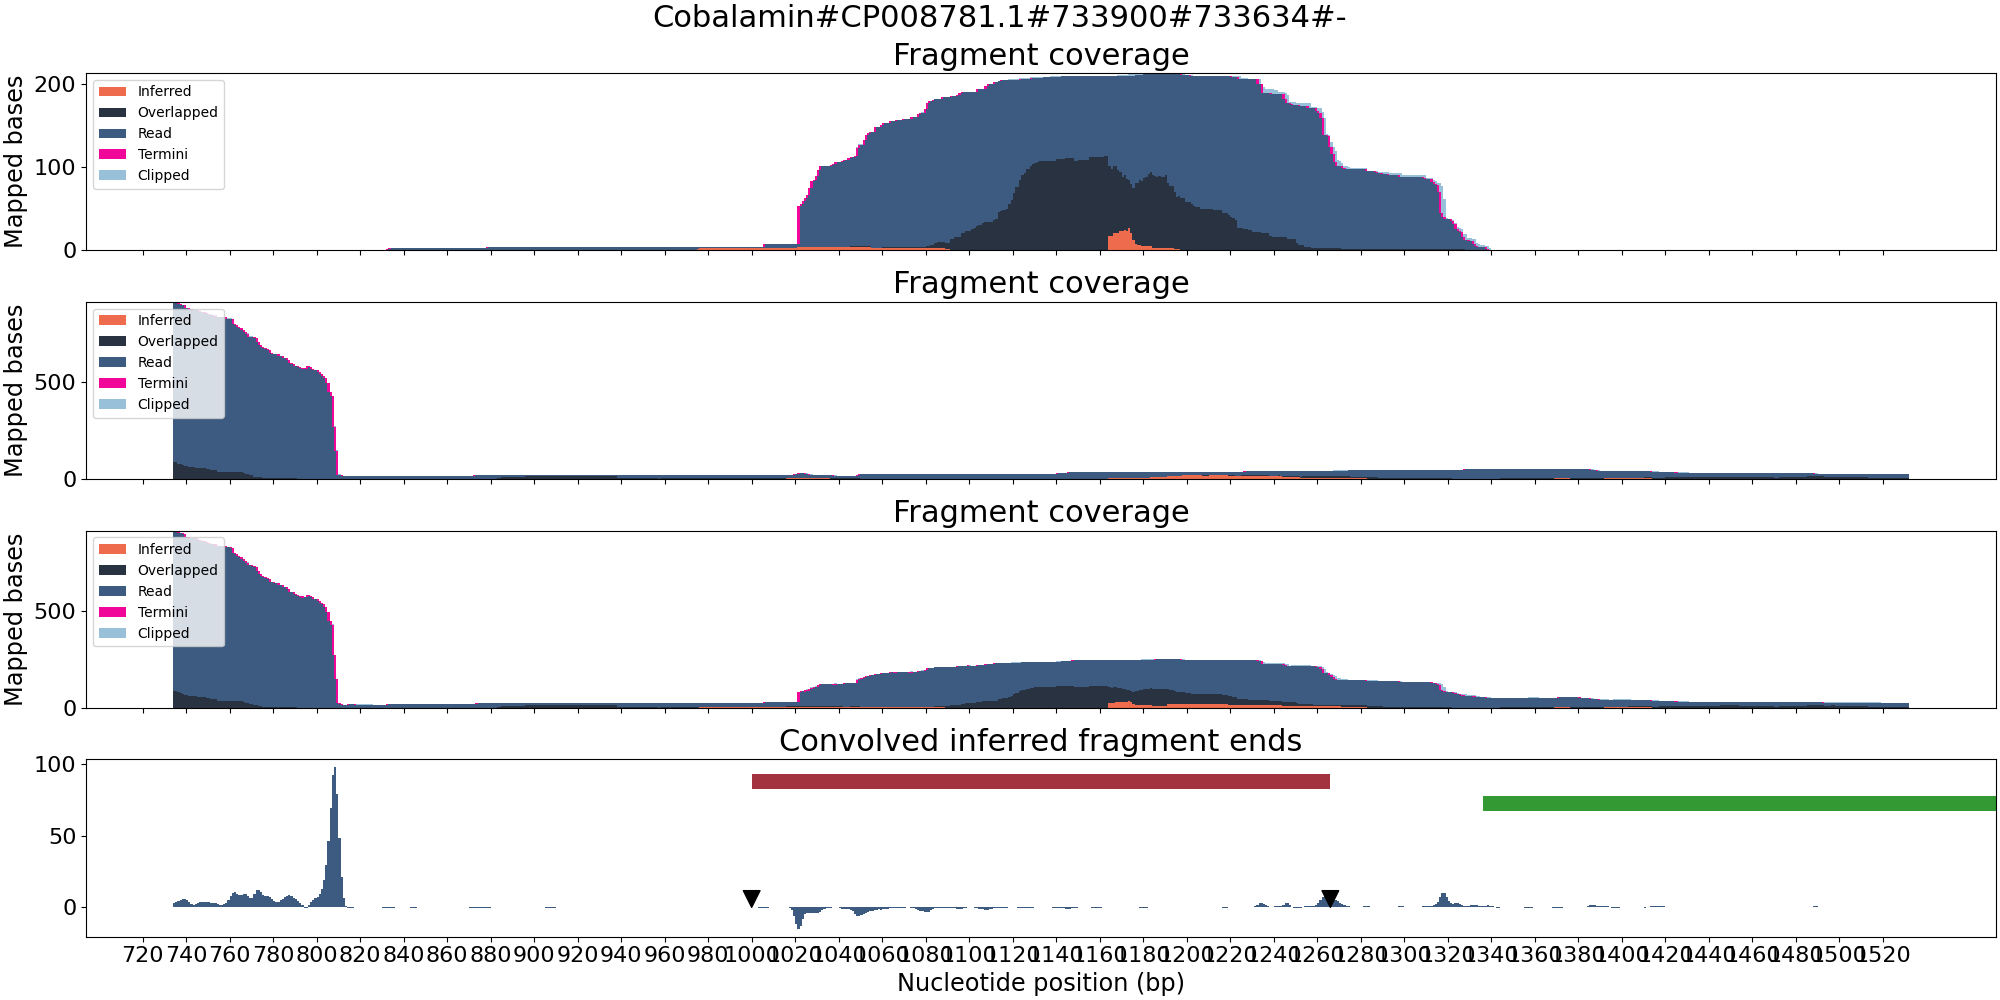 Cobalamin#CP008781.1#733900#733634#-
Fragment coverage
Mapped bases
200
100
0
Inferred
Overlapped
Read
Termini
Clipped
Fragment coverage
Mapped bases
500
0
Inferred
Overlapped
Read
Termini
Clipped
Fragment coverage
Mapped bases
500
0
Inferred
Overlapped
Read
Termini
Clipped
Convolved inferred fragment ends
100
50
0
720 740 760 780 800 820 840 860 880 900 920 940 960 980 1000 1020 1040 1060 1080 1100 1120 1140 1160 1180 1200 1220 1240 1260 1280 1300 1320 1340 1360 1380 1400 1420 1440 1460 1480 1500 1520
Nucleotide position (bp)